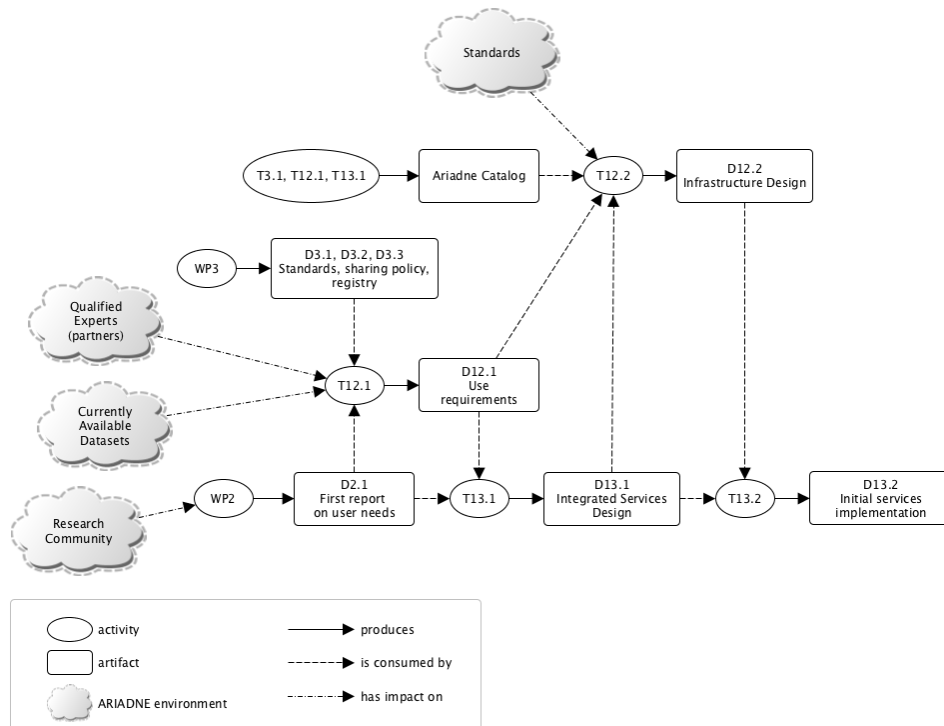 Standards
T3.1, T12.1, T13.1
Ariadne Catalog
T12.2
D12.2
Infrastructure Design
WP3
D3.1, D3.2, D3.3
Standards, sharing policy,
registry
Qualified
Experts
(partners)
T12.1
D12.1
Use
requirements
Currently
Available
Datasets
WP2
D2.1
First report
on user needs
T13.1
D13.1
Integrated Services
Design
T13.2
D13.2
Initial services
implementation
Research
Community
activity
produces
artifact
is consumed by
ARIADNE environment
has impact on